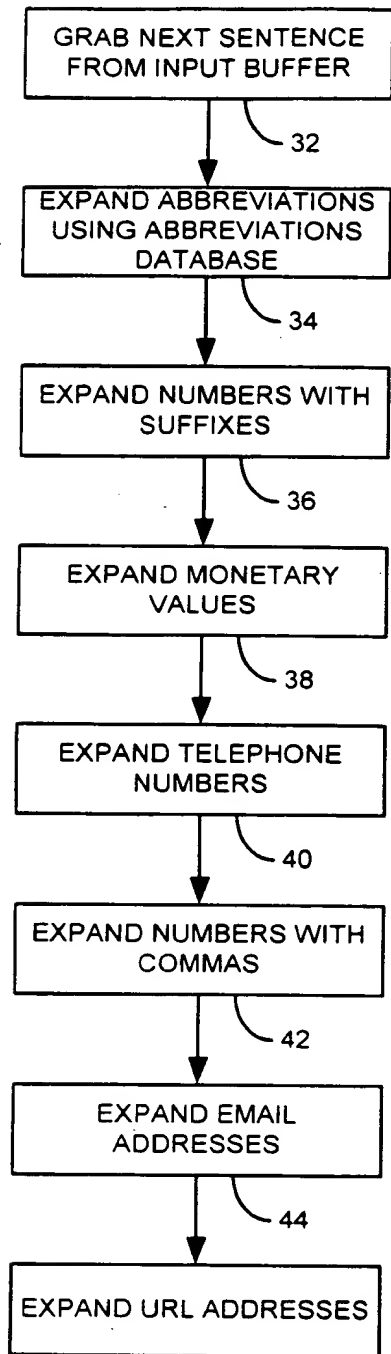 GRAB NEXT SENTENCE
FROM INPUT BUFFER
32
EXPAND ABBREVIATIONS
USING ABBREVIATIONS
DATABASE
34
EXPAND NUMBERS WITH
SUFFIXES
36
EXPAND MONETARY
VALUES
38
EXPAND TELEPHONE
NUMBERS
40
EXPAND NUMBERS WITH
COMMAS
42
EXPAND EMAIL
ADDRESSES
44
EXPAND URL ADDRESSES